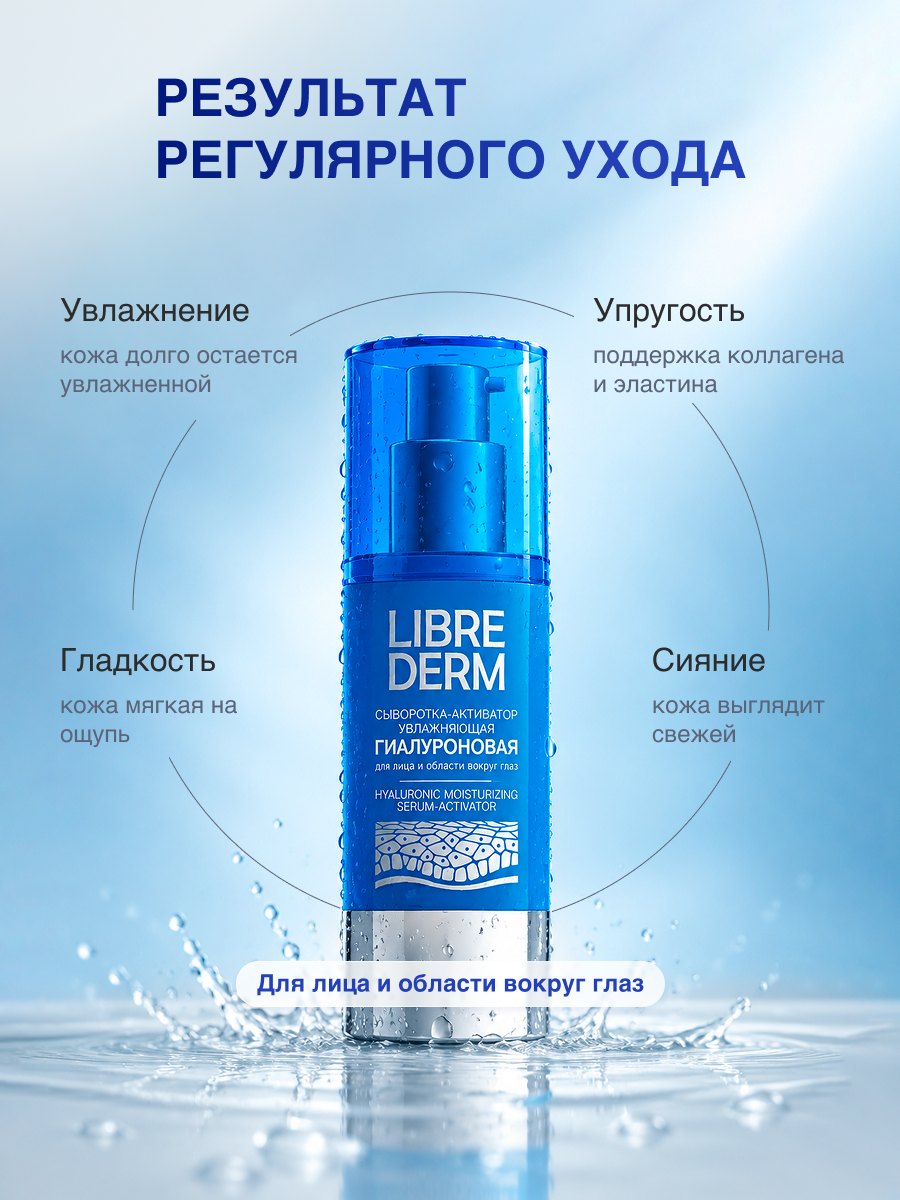 РЕЗУЛЬТАТ
РЕГУЛЯРНОГО УХОДА
Увлажнение
кожа долго остается
увлажненной
Упругость
поддержка коллагена
и эластина
Гладкость
кожа мягкая на
ощупь
Сияние
кожа выглядит
свежей
LIBRE
DERM
СЫВОРОТКА-АКТИВАТОР
УВЛАЖНЯЮЩАЯ
ГИАЛУРОНОВАЯ
для лица и области вокруг глаз
HYALURONIC MOISTURIZING
SERUM-ACTIVATOR
Для лица и области вокруг глаз